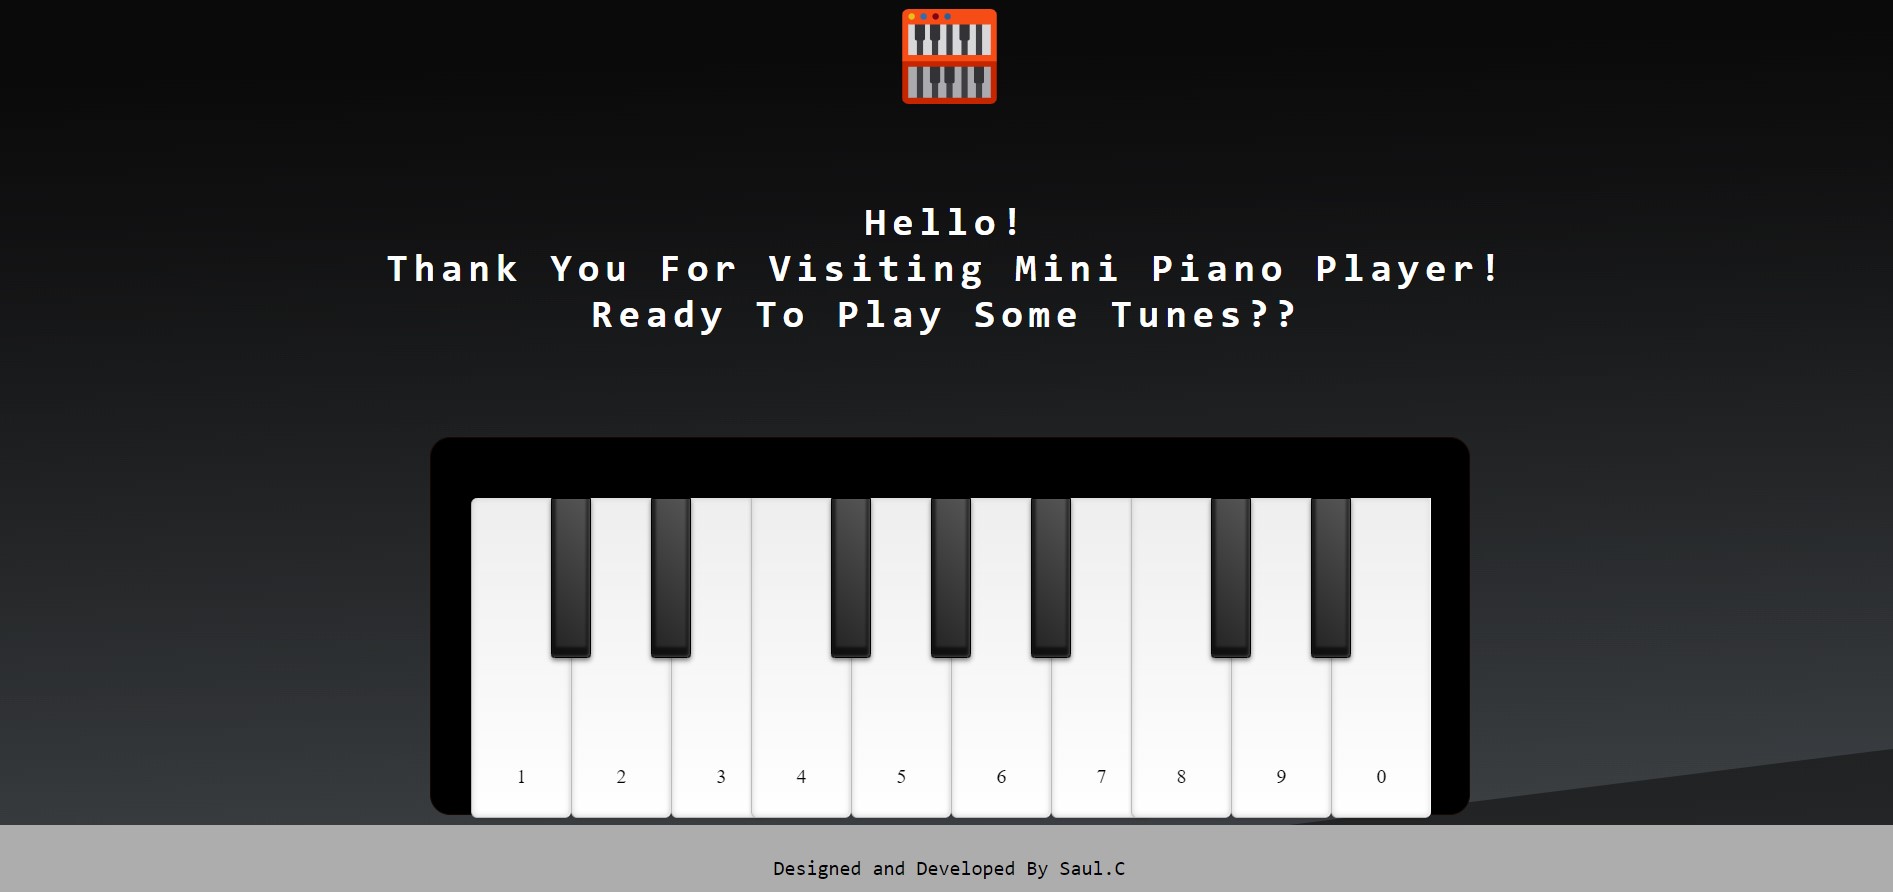 Hello!
Thank You For Visiting Mini Piano Player!
Ready To Play Some Tunes??
1 2 3 4 5 6 7 8 9 0
Designed and Developed By Saul.C